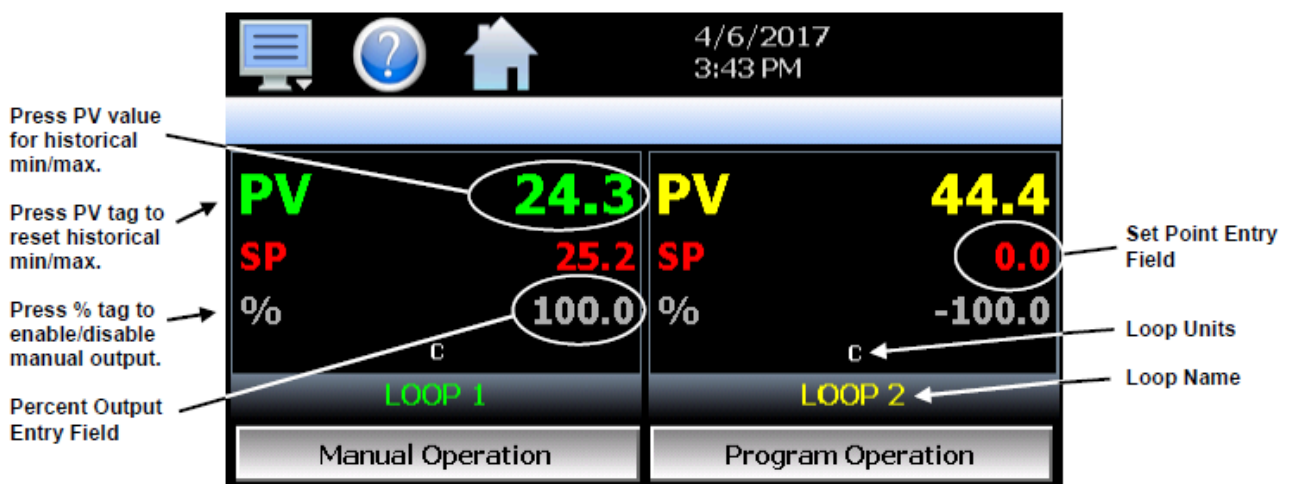 4/6/2017
3:43 PM
Press PV value
for historical
min/max.
Press PV tag to
reset historical
min/max.
Press % tag to
enable/disable
manual output.
Percent Output
Entry Field
?
PV 24.3
SP 25.2
% 100.0
C
LOOP 1
Manual Operation
PV 44.4
SP 0.0
% -100.0
C
LOOP 2
Program Operation
Set Point Entry
Field
Loop Units
Loop Name